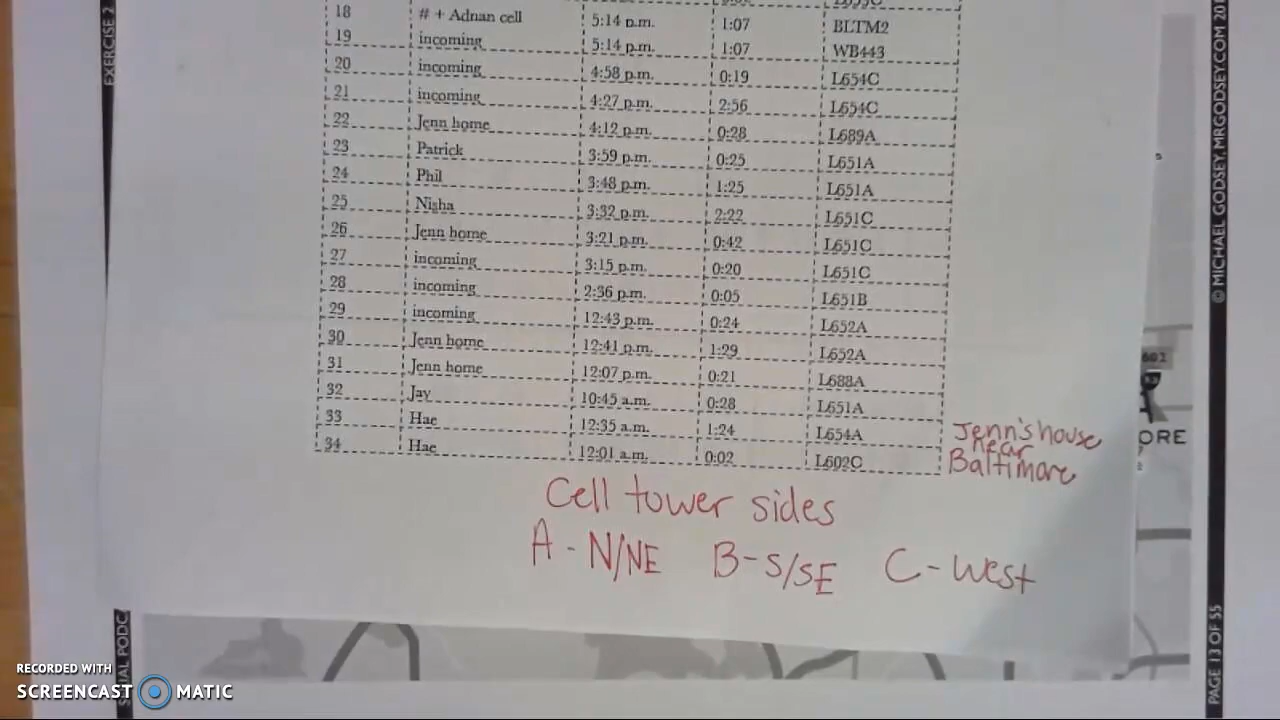 18 # + Adnan cell 5:14 p.m. 1:07 BLTM2
19 incoming 5:14 p.m. 1:07 WB443
20 incoming 4:58 p.m. 0:19 L654C
21 incoming 4:27 p.m. 2:56 L654C
22 Jenn home 4:12 p.m. 0:28 L689A
23 Patrick 3:59 p.m. 0:25 L651A
24 Phil 3:48 p.m. 1:25 L651A
25 Nisha 3:32 p.m. 2:22 L651C
26 Jenn home 3:21 p.m. 0:42 L651C
27 incoming 3:15 p.m. 0:20 L651C
28 incoming 2:36 p.m. 0:05 L651B
29 incoming 12:43 p.m. 0:24 L652A
30 Jenn home 12:41 p.m. 1:29 L652A
31 Jenn home 12:07 p.m. 0:21 L688A
32 Jay 10:45 a.m. 0:28 L651A
33 Hae 12:35 a.m. 1:24 L654A
34 Hae 12:01 a.m. 0:02 L602C
Jenn's house
near
Baltimore
Cell tower sides
A - N/NE B - S/SE C - West
EXERCISE 2
PODC
© MICHAEL GODSEY, MRGODSEY.COM 20
PAGE 13 OF 55
ORE
RECORDED WITH
SCREENCAST MATIC